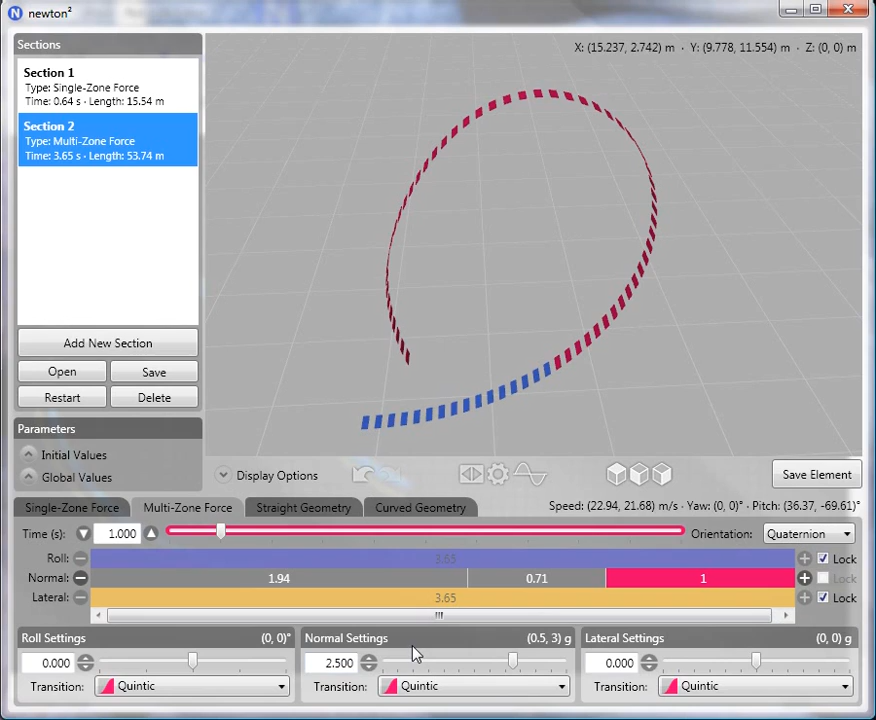 newton²
Sections
Section 1
Type: Single-Zone Force
Time: 0.64 s · Length: 15.54 m
Section 2
Type: Multi-Zone Force
Time: 3.65 s · Length: 53.74 m
Add New Section
Open
Save
Restart
Delete
Parameters
Initial Values
Global Values
X: (15.237, 2.742) m · Y: (9.778, 11.554) m · Z: (0, 0) m
Display Options
Save Element
Single-Zone Force
Multi-Zone Force
Straight Geometry
Curved Geometry
Speed: (22.94, 21.68) m/s · Yaw: (0, 0)° · Pitch: (36.37, -69.61)°
Time (s): 1.000
Orientation: Quaternion
Roll: 3.65 Lock
Normal: 1.94 0.71 1 Lock
Lateral: 3.65 Lock
Roll Settings (0, 0)°
0.000
Transition: Quintic
Normal Settings (0.5, 3) g
2.500
Transition: Quintic
Lateral Settings (0, 0) g
0.000
Transition: Quintic